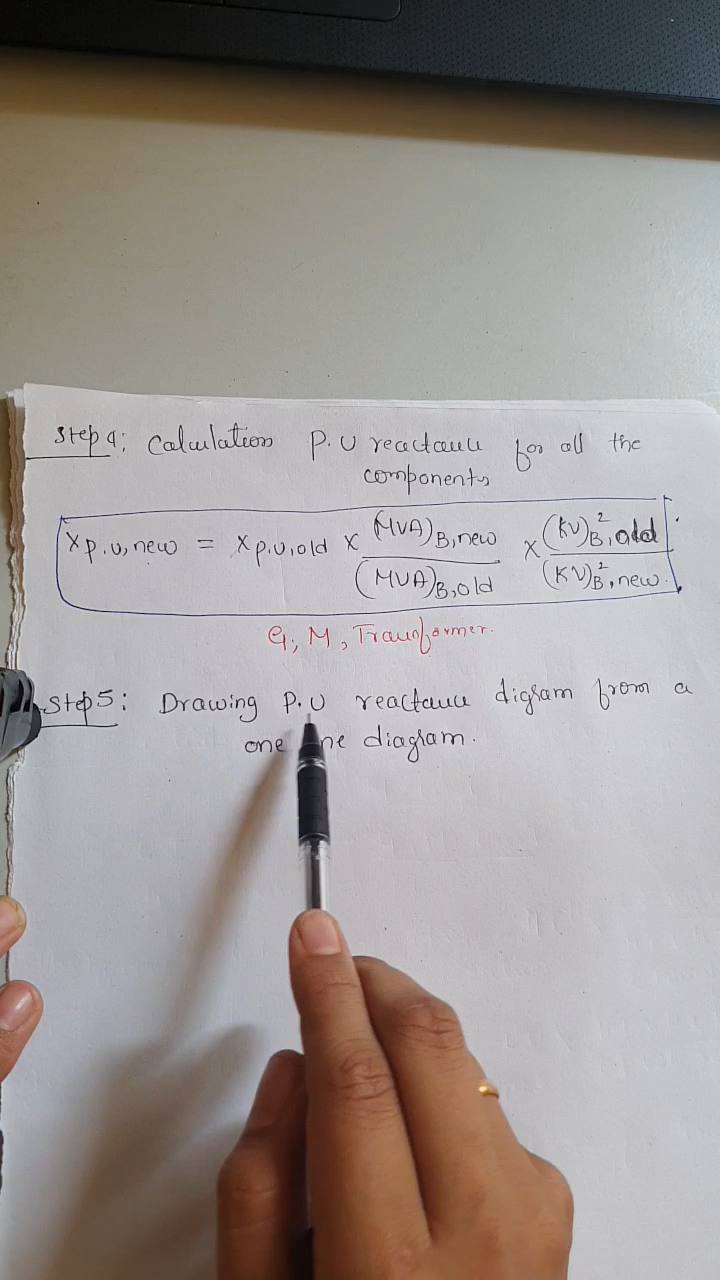 Step 4: Calculation P.U reactance for all the
components
Xp.u,new = Xp.u,old x (MVA)B,new / (MVA)B,old x (KV)²B,old / (KV)²B,new.
G, M, Transformer.
Step 5: Drawing P.U reactance digram from a
one ne diagram.